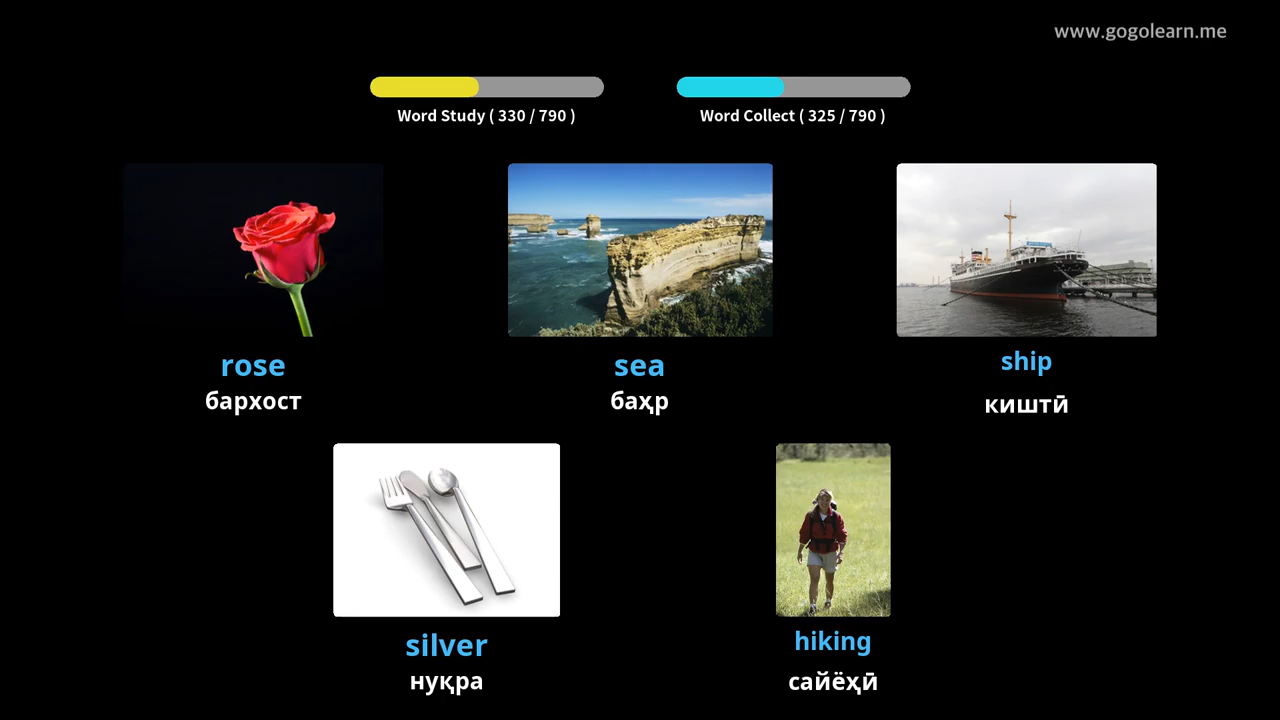 www.gogolearn.me
Word Study ( 330 / 790 )
Word Collect ( 325 / 790 )
rose
бархост
sea
баҳр
ship
киштӣ
silver
нуқра
hiking
сайёҳӣ